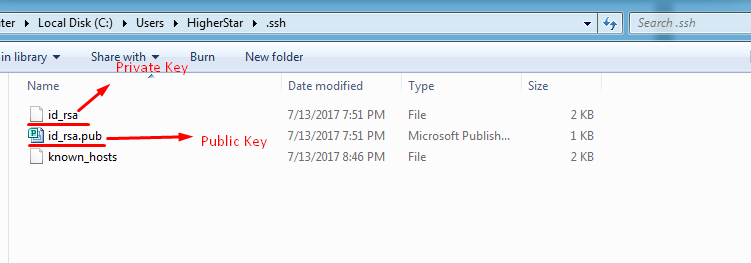 ter ▸ Local Disk (C:) ▸ Users ▸ HigherStar ▸ .ssh
Search .ssh
in library Share with Burn New folder
Private Key
Name Date modified Type Size
id_rsa 7/13/2017 7:51 PM File 2 KB
id_rsa.pub 7/13/2017 7:51 PM Microsoft Publish... 1 KB
Public Key
known_hosts 7/13/2017 8:46 PM File 2 KB